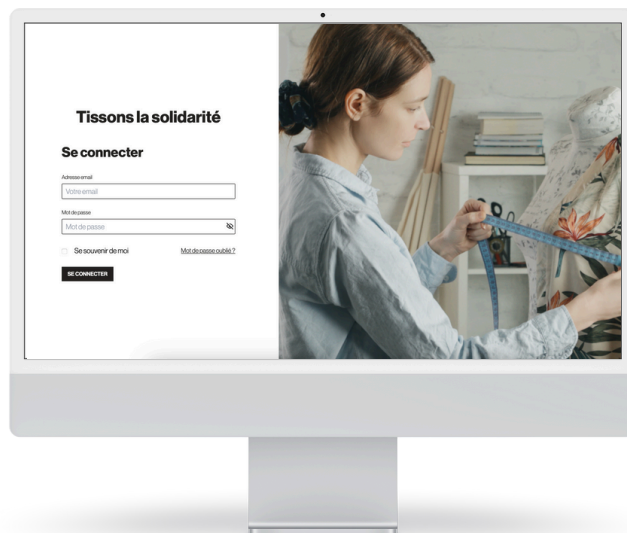 Tissons la solidarité
Se connecter
Adresse email
Votre email
Mot de passe
Mot de passe
Se souvenir de moi
Mot de passe oublié ?
SE CONNECTER